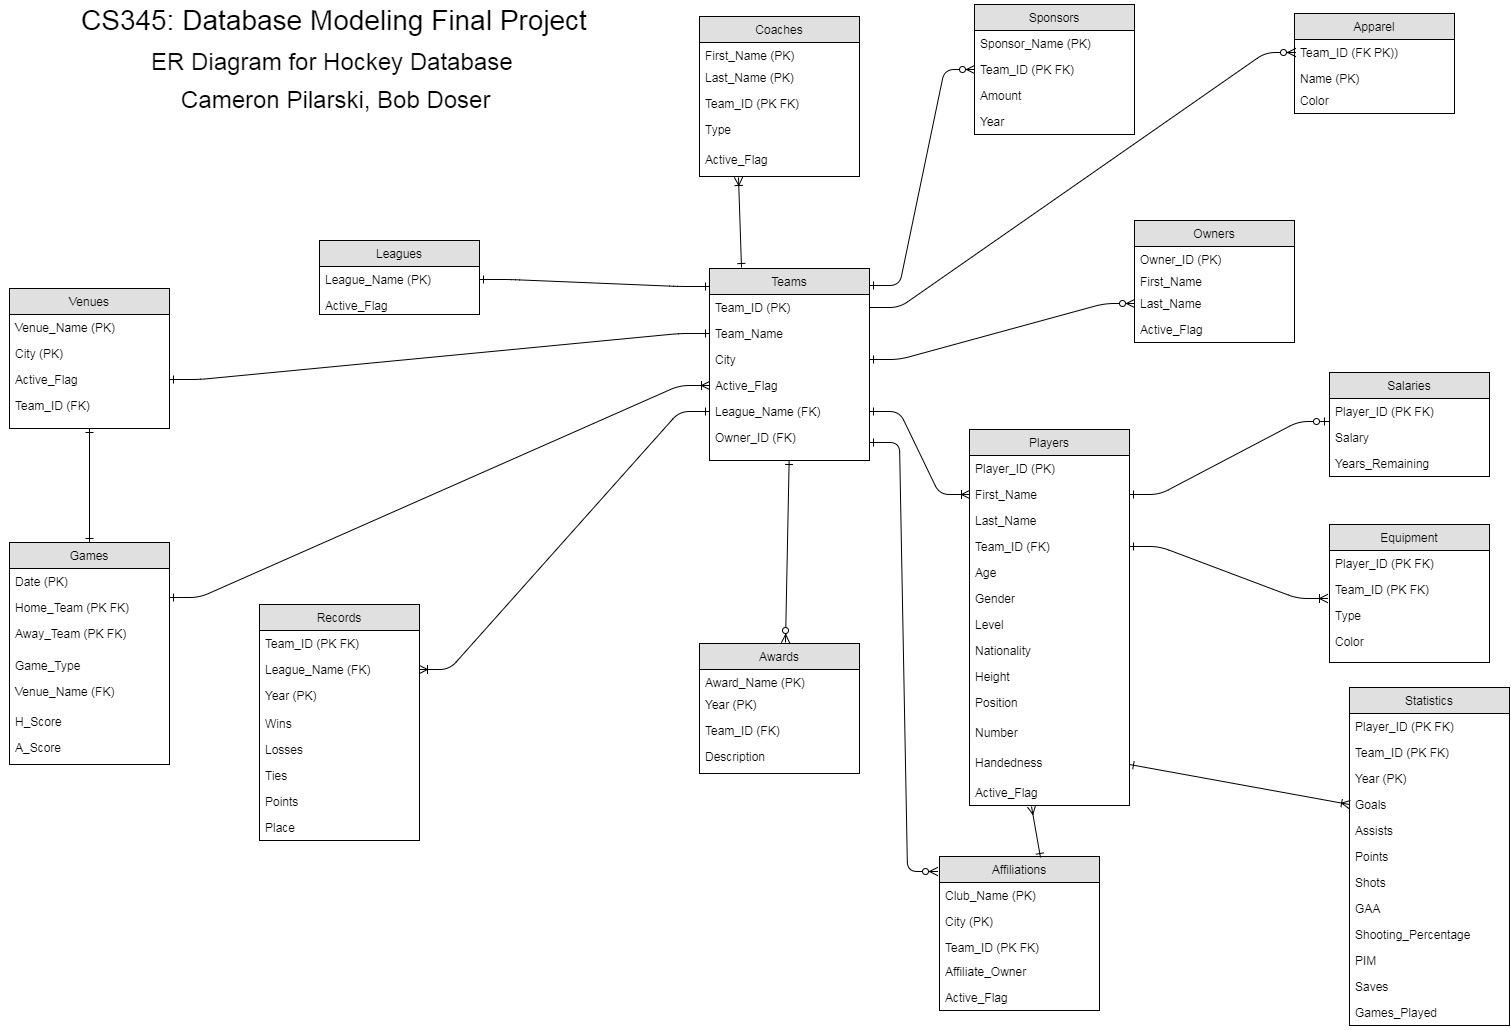 CS345: Database Modeling Final Project
ER Diagram for Hockey Database
Cameron Pilarski, Bob Doser
Coaches
First_Name (PK)
Last_Name (PK)
Team_ID (PK FK)
Type
Active_Flag
Sponsors
Sponsor_Name (PK)
Team_ID (PK FK)
Amount
Year
Apparel
Team_ID (FK PK))
Name (PK)
Color
Leagues
League_Name (PK)
Active_Flag
Owners
Owner_ID (PK)
First_Name
Last_Name
Active_Flag
Venues
Venue_Name (PK)
City (PK)
Active_Flag
Team_ID (FK)
Teams
Team_ID (PK)
Team_Name
City
Active_Flag
League_Name (FK)
Owner_ID (FK)
Salaries
Player_ID (PK FK)
Salary
Years_Remaining
Players
Player_ID (PK)
First_Name
Last_Name
Team_ID (FK)
Age
Gender
Level
Nationality
Height
Position
Number
Handedness
Active_Flag
Equipment
Player_ID (PK FK)
Team_ID (PK FK)
Type
Color
Games
Date (PK)
Home_Team (PK FK)
Away_Team (PK FK)
Game_Type
Venue_Name (FK)
H_Score
A_Score
Records
Team_ID (PK FK)
League_Name (FK)
Year (PK)
Wins
Losses
Ties
Points
Place
Awards
Award_Name (PK)
Year (PK)
Team_ID (FK)
Description
Statistics
Player_ID (PK FK)
Team_ID (PK FK)
Year (PK)
Goals
Assists
Points
Shots
GAA
Shooting_Percentage
PIM
Saves
Games_Played
Affiliations
Club_Name (PK)
City (PK)
Team_ID (PK FK)
Affiliate_Owner
Active_Flag